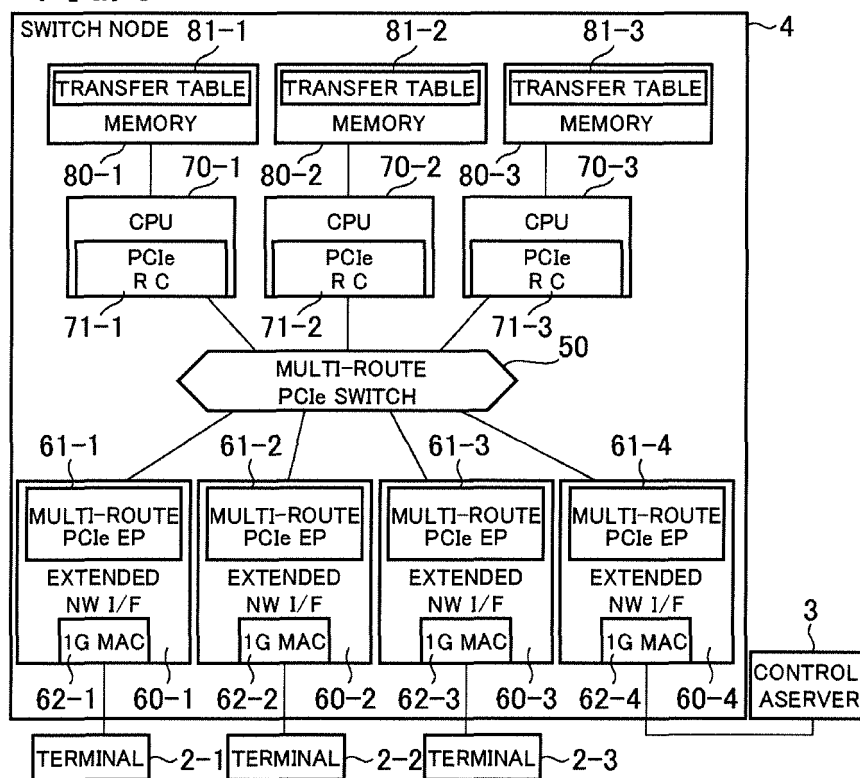 SWITCH NODE
81-1
81-2
81-3
4
TRANSFER TABLE
TRANSFER TABLE
TRANSFER TABLE
MEMORY
MEMORY
MEMORY
80-1
70-1
80-2
70-2
80-3
70-3
CPU
CPU
CPU
PCIe
R C
PCIe
R C
PCIe
R C
71-1
71-2
71-3
50
MULTI-ROUTE
PCIe SWITCH
61-1
61-2
61-3
61-4
MULTI-ROUTE
PCIe EP
MULTI-ROUTE
PCIe EP
MULTI-ROUTE
PCIe EP
MULTI-ROUTE
PCIe EP
EXTENDED
NW I/F
EXTENDED
NW I/F
EXTENDED
NW I/F
EXTENDED
NW I/F
1G MAC
1G MAC
1G MAC
1G MAC
3
CONTROL
ASERVER
62-1
60-1
62-2
60-2
62-3
60-3
62-4
60-4
TERMINAL
2-1
TERMINAL
2-2
TERMINAL
2-3